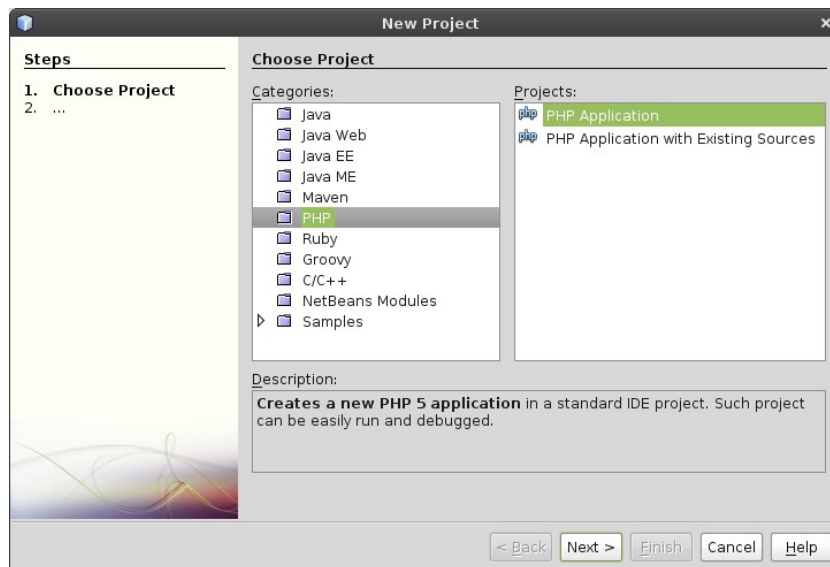 New Project
Steps
1. Choose Project
2. ...
Choose Project
Categories:
Java
Java Web
Java EE
Java ME
Maven
PHP
Ruby
Groovy
C/C++
NetBeans Modules
Samples
Projects:
php PHP Application
php PHP Application with Existing Sources
Description:
Creates a new PHP 5 application in a standard IDE project. Such project
can be easily run and debugged.
< Back Next > Finish Cancel Help